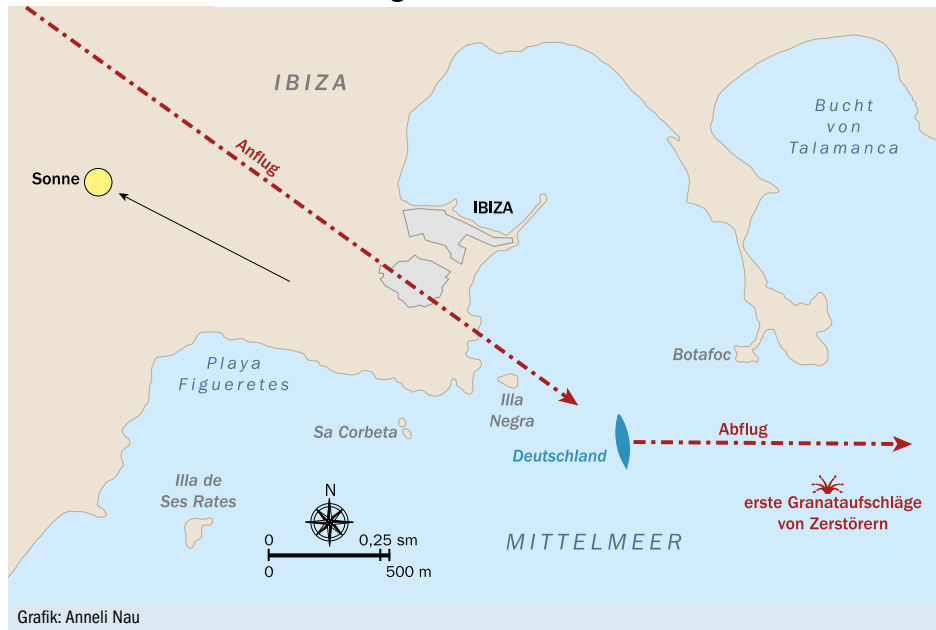 IBIZA
Bucht
von
Talamanca
Anflug
Sonne
IBIZA
Playa
Figueretes
Botafoc
Illa
Negra
Sa Corbeta
Abflug
Deutschland
Illa de
Ses Rates
N
erste Granataufschläge
von Zerstörern
0 0,25 sm
MITTELMEER
0 500 m
Grafik: Anneli Nau